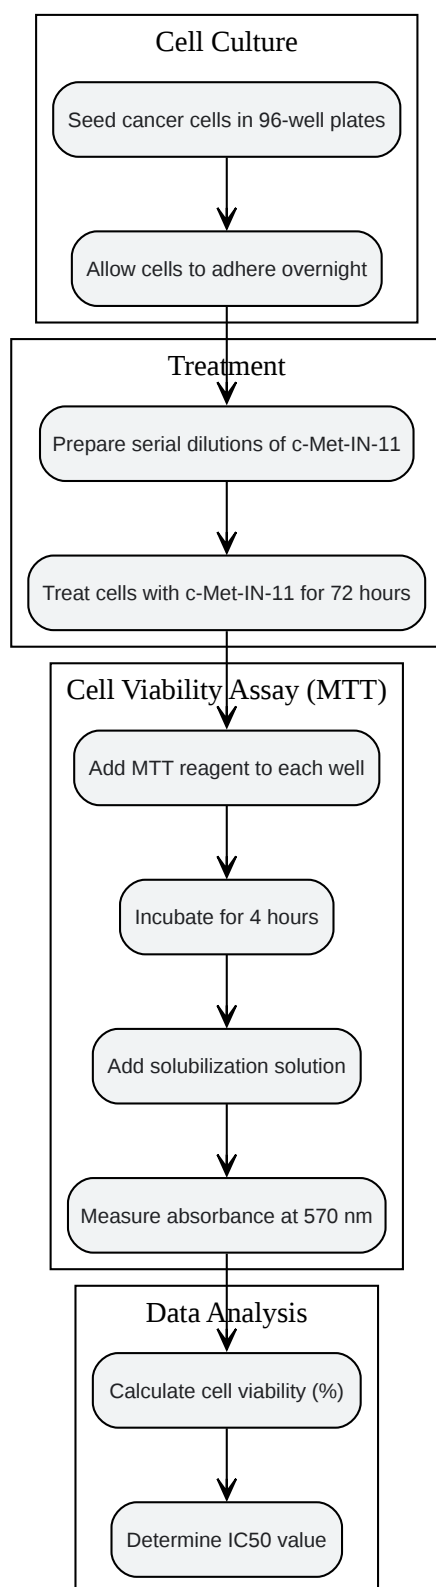 Cell Culture
Seed cancer cells in 96-well plates
Allow cells to adhere overnight
Treatment
Prepare serial dilutions of c-Met-IN-11
Treat cells with c-Met-IN-11 for 72 hours
Cell Viability Assay (MTT)
Add MTT reagent to each well
Incubate for 4 hours
Add solubilization solution
Measure absorbance at 570 nm
Data Analysis
Calculate cell viability (%)
Determine IC50 value